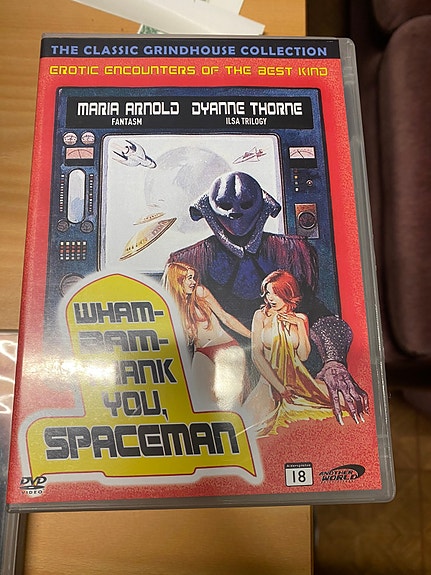 THE CLASSIC GRINDHOUSE COLLECTION
EROTIC ENCOUNTERS OF THE BEST KIND
MARIA ARNOLD DYANNE THORNE
FANTASM ILSA TRILOGY
WHAM-
BAM-
THANK
YOU,
SPACEMAN
DVD
VIDEO
18
ANOTHER
WORLD